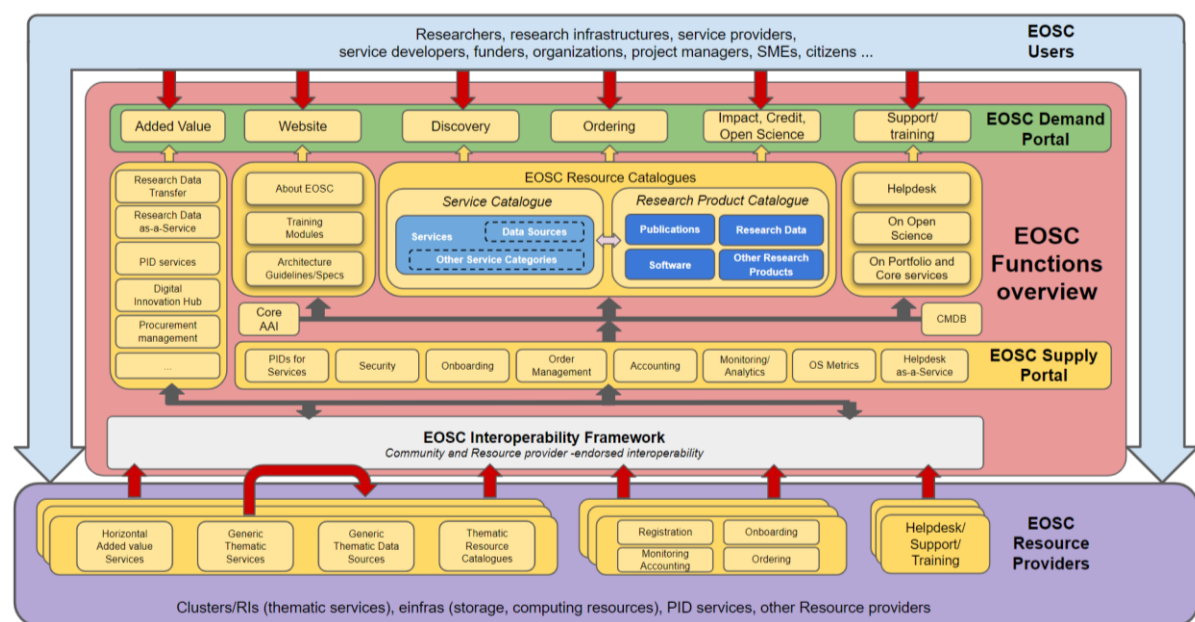 Researchers, research infrastructures, service providers,
service developers, funders, organizations, project managers, SMEs, citizens ...
EOSC
Users
Added Value
Website
Discovery
Ordering
Impact, Credit,
Open Science
Support/
training
EOSC Demand
Portal
Research Data
Transfer
Research Data
as-a-Service
PID services
Digital
Innovation Hub
Procurement
management
...
About EOSC
Training
Modules
Architecture
Guidelines/Specs
EOSC Resource Catalogues
Service Catalogue
Services
Data Sources
Other Service Categories
Research Product Catalogue
Publications
Research Data
Software
Other Research
Products
Helpdesk
On Open
Science
On Portfolio and
Core services
EOSC
Functions
overview
Core
AAI
CMDB
PIDs for
Services
Security
Onboarding
Order
Management
Accounting
Monitoring/
Analytics
OS Metrics
Helpdesk
as-a-Service
EOSC Supply
Portal
EOSC Interoperability Framework
Community and Resource provider -endorsed interoperability
Horizontal
Added value
Services
Generic
Thematic
Services
Generic
Thematic Data
Sources
Thematic
Resource
Catalogues
Registration
Onboarding
Monitoring
Accounting
Ordering
Helpdesk/
Support/
Training
EOSC
Resource
Providers
Clusters/RIs (thematic services), einfras (storage, computing resources), PID services, other Resource providers